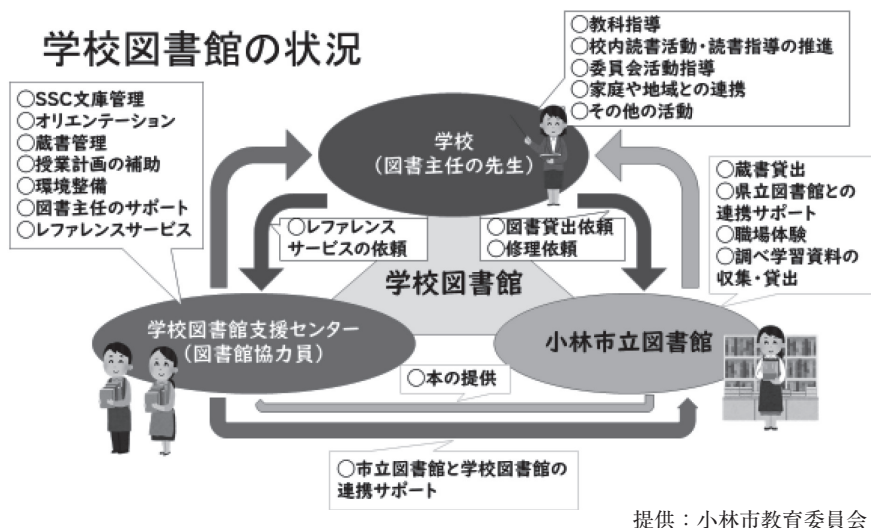 学校図書館の状況
○教科指導
○校内読書活動・読書指導の推進
○委員会活動指導
○家庭や地域との連携
○その他の活動
○SSC文庫管理
○オリエンテーション
○蔵書管理
○授業計画の補助
○環境整備
○図書主任のサポート
○レファレンスサービス
学校
(図書主任の先生)
○蔵書貸出
○県立図書館との
連携サポート
○職場体験
○調べ学習資料の
収集・貸出
○レファレンス
サービスの依頼
○図書貸出依頼
○修理依頼
学校図書館
学校図書館支援センター
(図書館協力員)
小林市立図書館
○本の提供
○市立図書館と学校図書館の
連携サポート
提供:小林市教育委員会